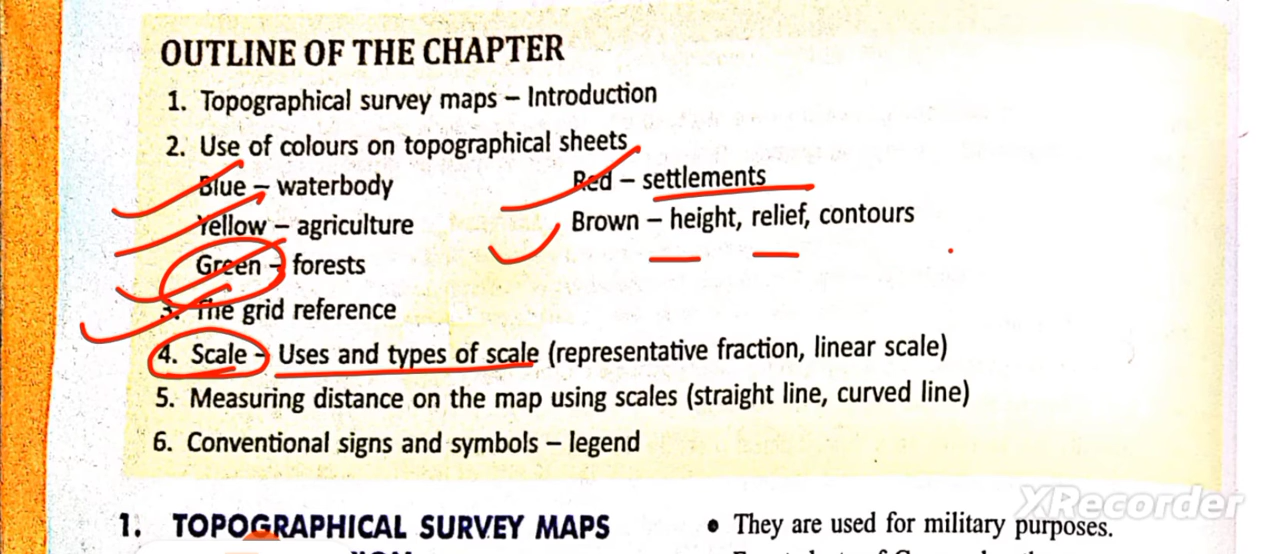 OUTLINE OF THE CHAPTER
1. Topographical survey maps – Introduction
2. Use of colours on topographical sheets
Blue – waterbody Red – settlements
Yellow – agriculture Brown – height, relief, contours
Green – forests
3. The grid reference
4. Scale – Uses and types of scale (representative fraction, linear scale)
5. Measuring distance on the map using scales (straight line, curved line)
6. Conventional signs and symbols – legend
XRecorder
1. TOPOGRAPHICAL SURVEY MAPS • They are used for military purposes.